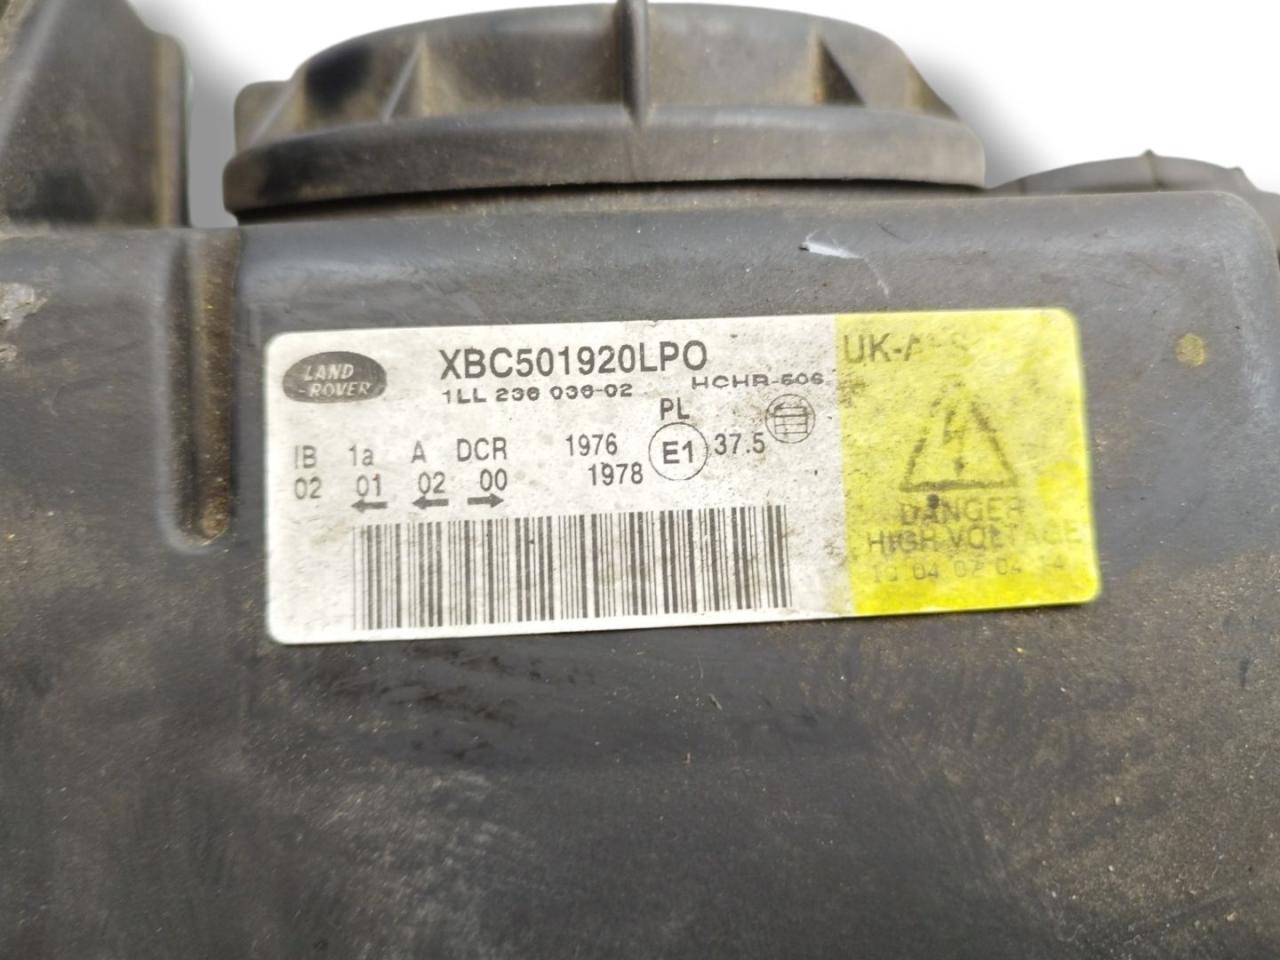 LAND
-ROVER
XBC501920LPO
1LL 236 036-02 HCHR-506
PL
IB 1a A DCR 1976 E1 37.5
02 01 02 00 1978
DANGER
HIGH VOLTAGE